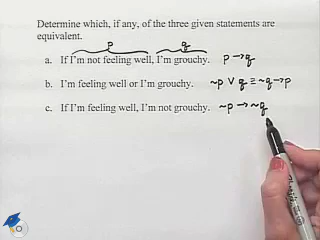 Determine which, if any, of the three given statements are
equivalent.
p q
a. If I'm not feeling well, I'm grouchy. p → q
b. I'm feeling well or I'm grouchy. ~p ∨ q ≅ ~q → p
c. If I'm feeling well, I'm not grouchy. ~p → ~q